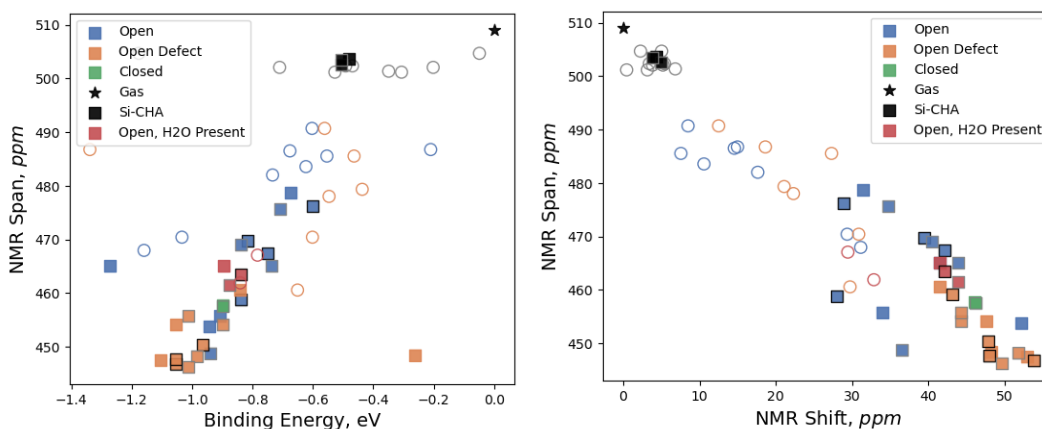 510
500
490
480
470
460
450
NMR Span, ppm
Open
Open Defect
Closed
Gas
Si-CHA
Open, H2O Present
−1.4
−1.2
−1.0
−0.8
−0.6
−0.4
−0.2
0.0
Binding Energy, eV
510
500
490
480
470
460
450
NMR Span, ppm
Open
Open Defect
Closed
Gas
Si-CHA
Open, H2O Present
0
10
20
30
40
50
NMR Shift, ppm